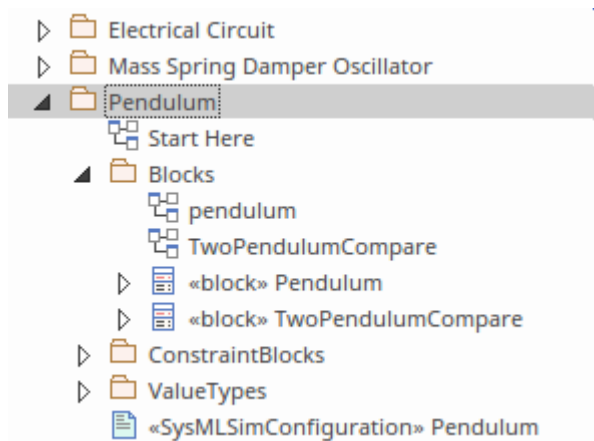 Electrical Circuit
Mass Spring Damper Oscillator
Pendulum
Start Here
Blocks
pendulum
TwoPendulumCompare
«block» Pendulum
«block» TwoPendulumCompare
ConstraintBlocks
ValueTypes
«SysMLSimConfiguration» Pendulum